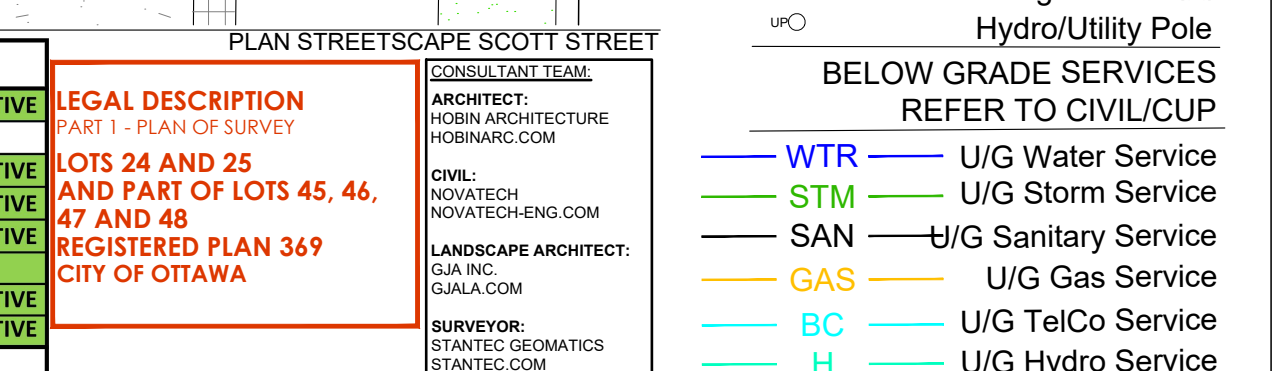 PLAN STREETSCAPE SCOTT STREET
TIVE
TIVE
TIVE
TIVE
TIVE
TIVE
LEGAL DESCRIPTION
PART 1 - PLAN OF SURVEY
LOTS 24 AND 25
AND PART OF LOTS 45, 46,
47 AND 48
REGISTERED PLAN 369
CITY OF OTTAWA
CONSULTANT TEAM:
ARCHITECT:
HOBIN ARCHITECTURE
HOBINARC.COM
CIVIL:
NOVATECH
NOVATECH-ENG.COM
LANDSCAPE ARCHITECT:
GJA INC.
GJALA.COM
SURVEYOR:
STANTEC GEOMATICS
STANTEC.COM
UP Hydro/Utility Pole
BELOW GRADE SERVICES
REFER TO CIVIL/CUP
WTR U/G Water Service
STM U/G Storm Service
SAN U/G Sanitary Service
GAS U/G Gas Service
BC U/G TelCo Service
H U/G Hydro Service